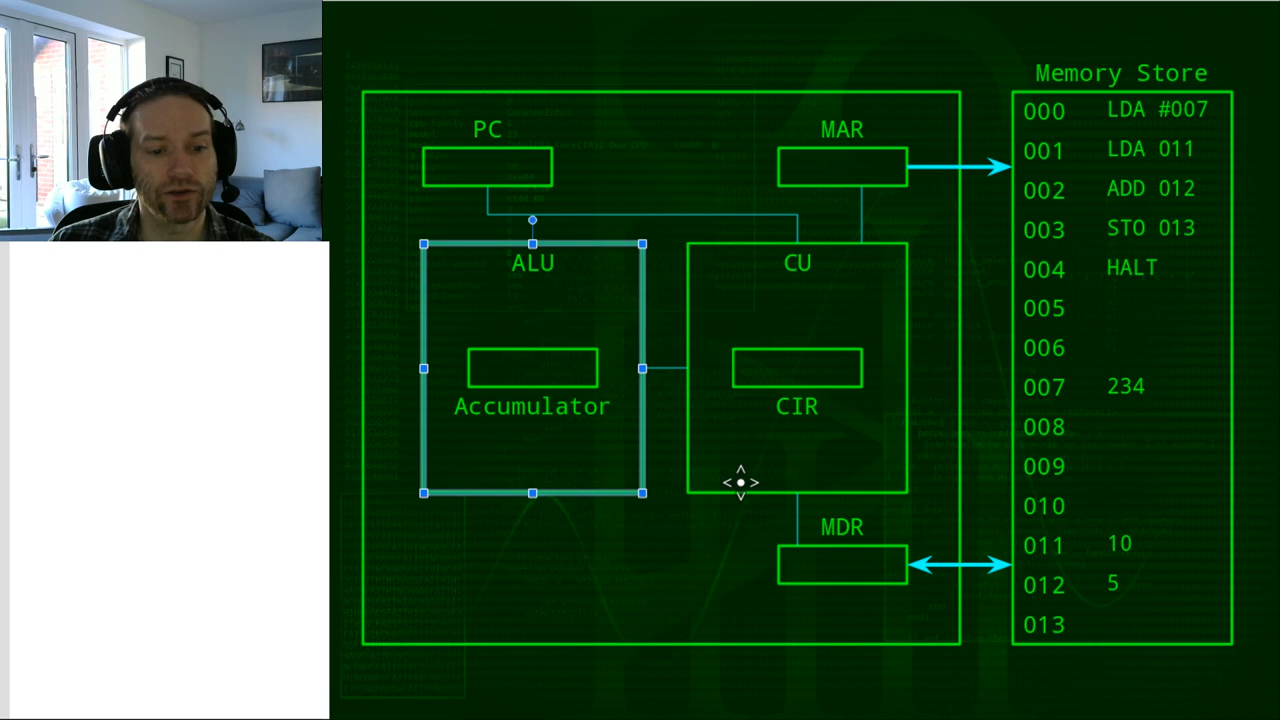 Memory Store
PC
MAR
ALU
CU
Accumulator
CIR
MDR
000 LDA #007
001 LDA 011
002 ADD 012
003 STO 013
004 HALT
005
006
007 234
008
009
010
011 10
012 5
013